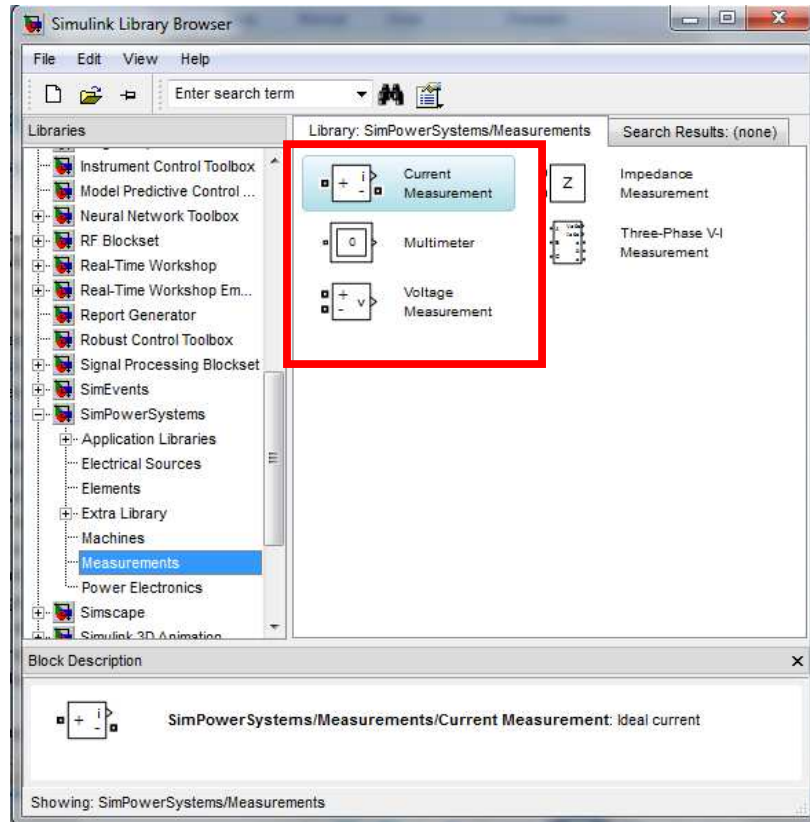 Simulink Library Browser
File Edit View Help
Enter search term
Libraries
Library: SimPowerSystems/Measurements
Search Results: (none)
Instrument Control Toolbox
Model Predictive Control ...
Neural Network Toolbox
RF Blockset
Real-Time Workshop
Real-Time Workshop Em...
Report Generator
Robust Control Toolbox
Signal Processing Blockset
SimEvents
SimPowerSystems
Application Libraries
Electrical Sources
Elements
Extra Library
Machines
Measurements
Power Electronics
Simscape
Simulink 3D Animation
+ i -
Current
Measurement
Z
Impedance
Measurement
0
Multimeter
Three-Phase V-I
Measurement
+ v -
Voltage
Measurement
Block Description
+ i -
SimPowerSystems/Measurements/Current Measurement: Ideal current
Showing: SimPowerSystems/Measurements